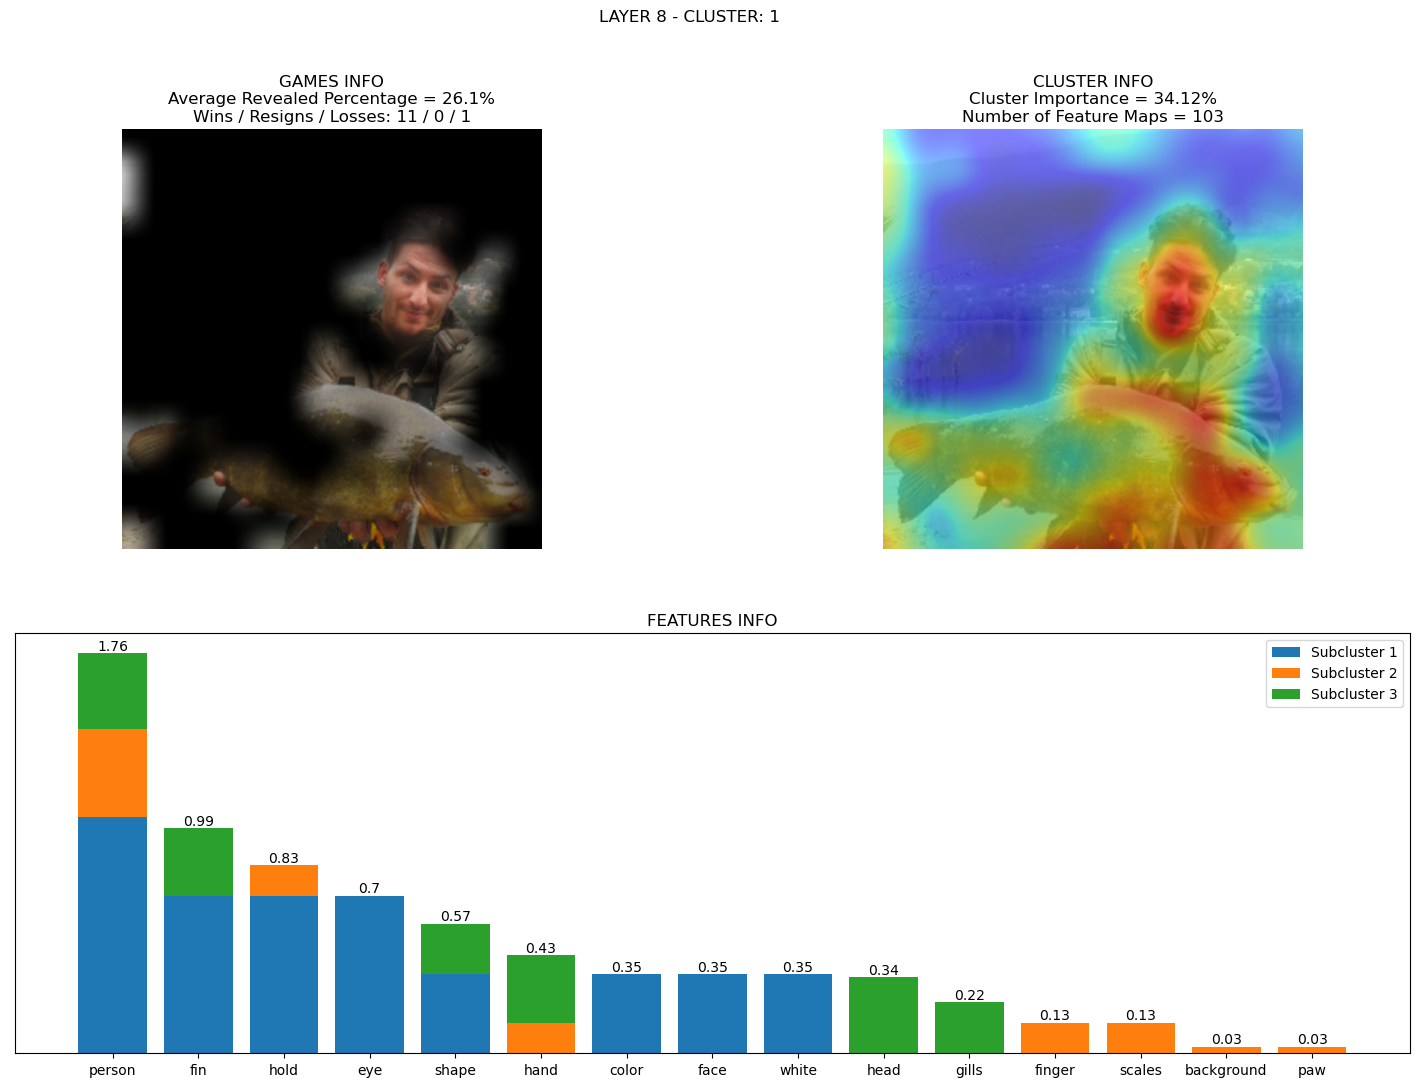 LAYER 8 - CLUSTER: 1
GAMES INFO
Average Revealed Percentage = 26.1%
Wins / Resigns / Losses: 11 / 0 / 1
CLUSTER INFO
Cluster Importance = 34.12%
Number of Feature Maps = 103
FEATURES INFO
Subcluster 1
Subcluster 2
Subcluster 3
1.76
0.99
0.83
0.7
0.57
0.43
0.35
0.35
0.35
0.34
0.22
0.13
0.13
0.03
0.03
person
fin
hold
eye
shape
hand
color
face
white
head
gills
finger
scales
background
paw